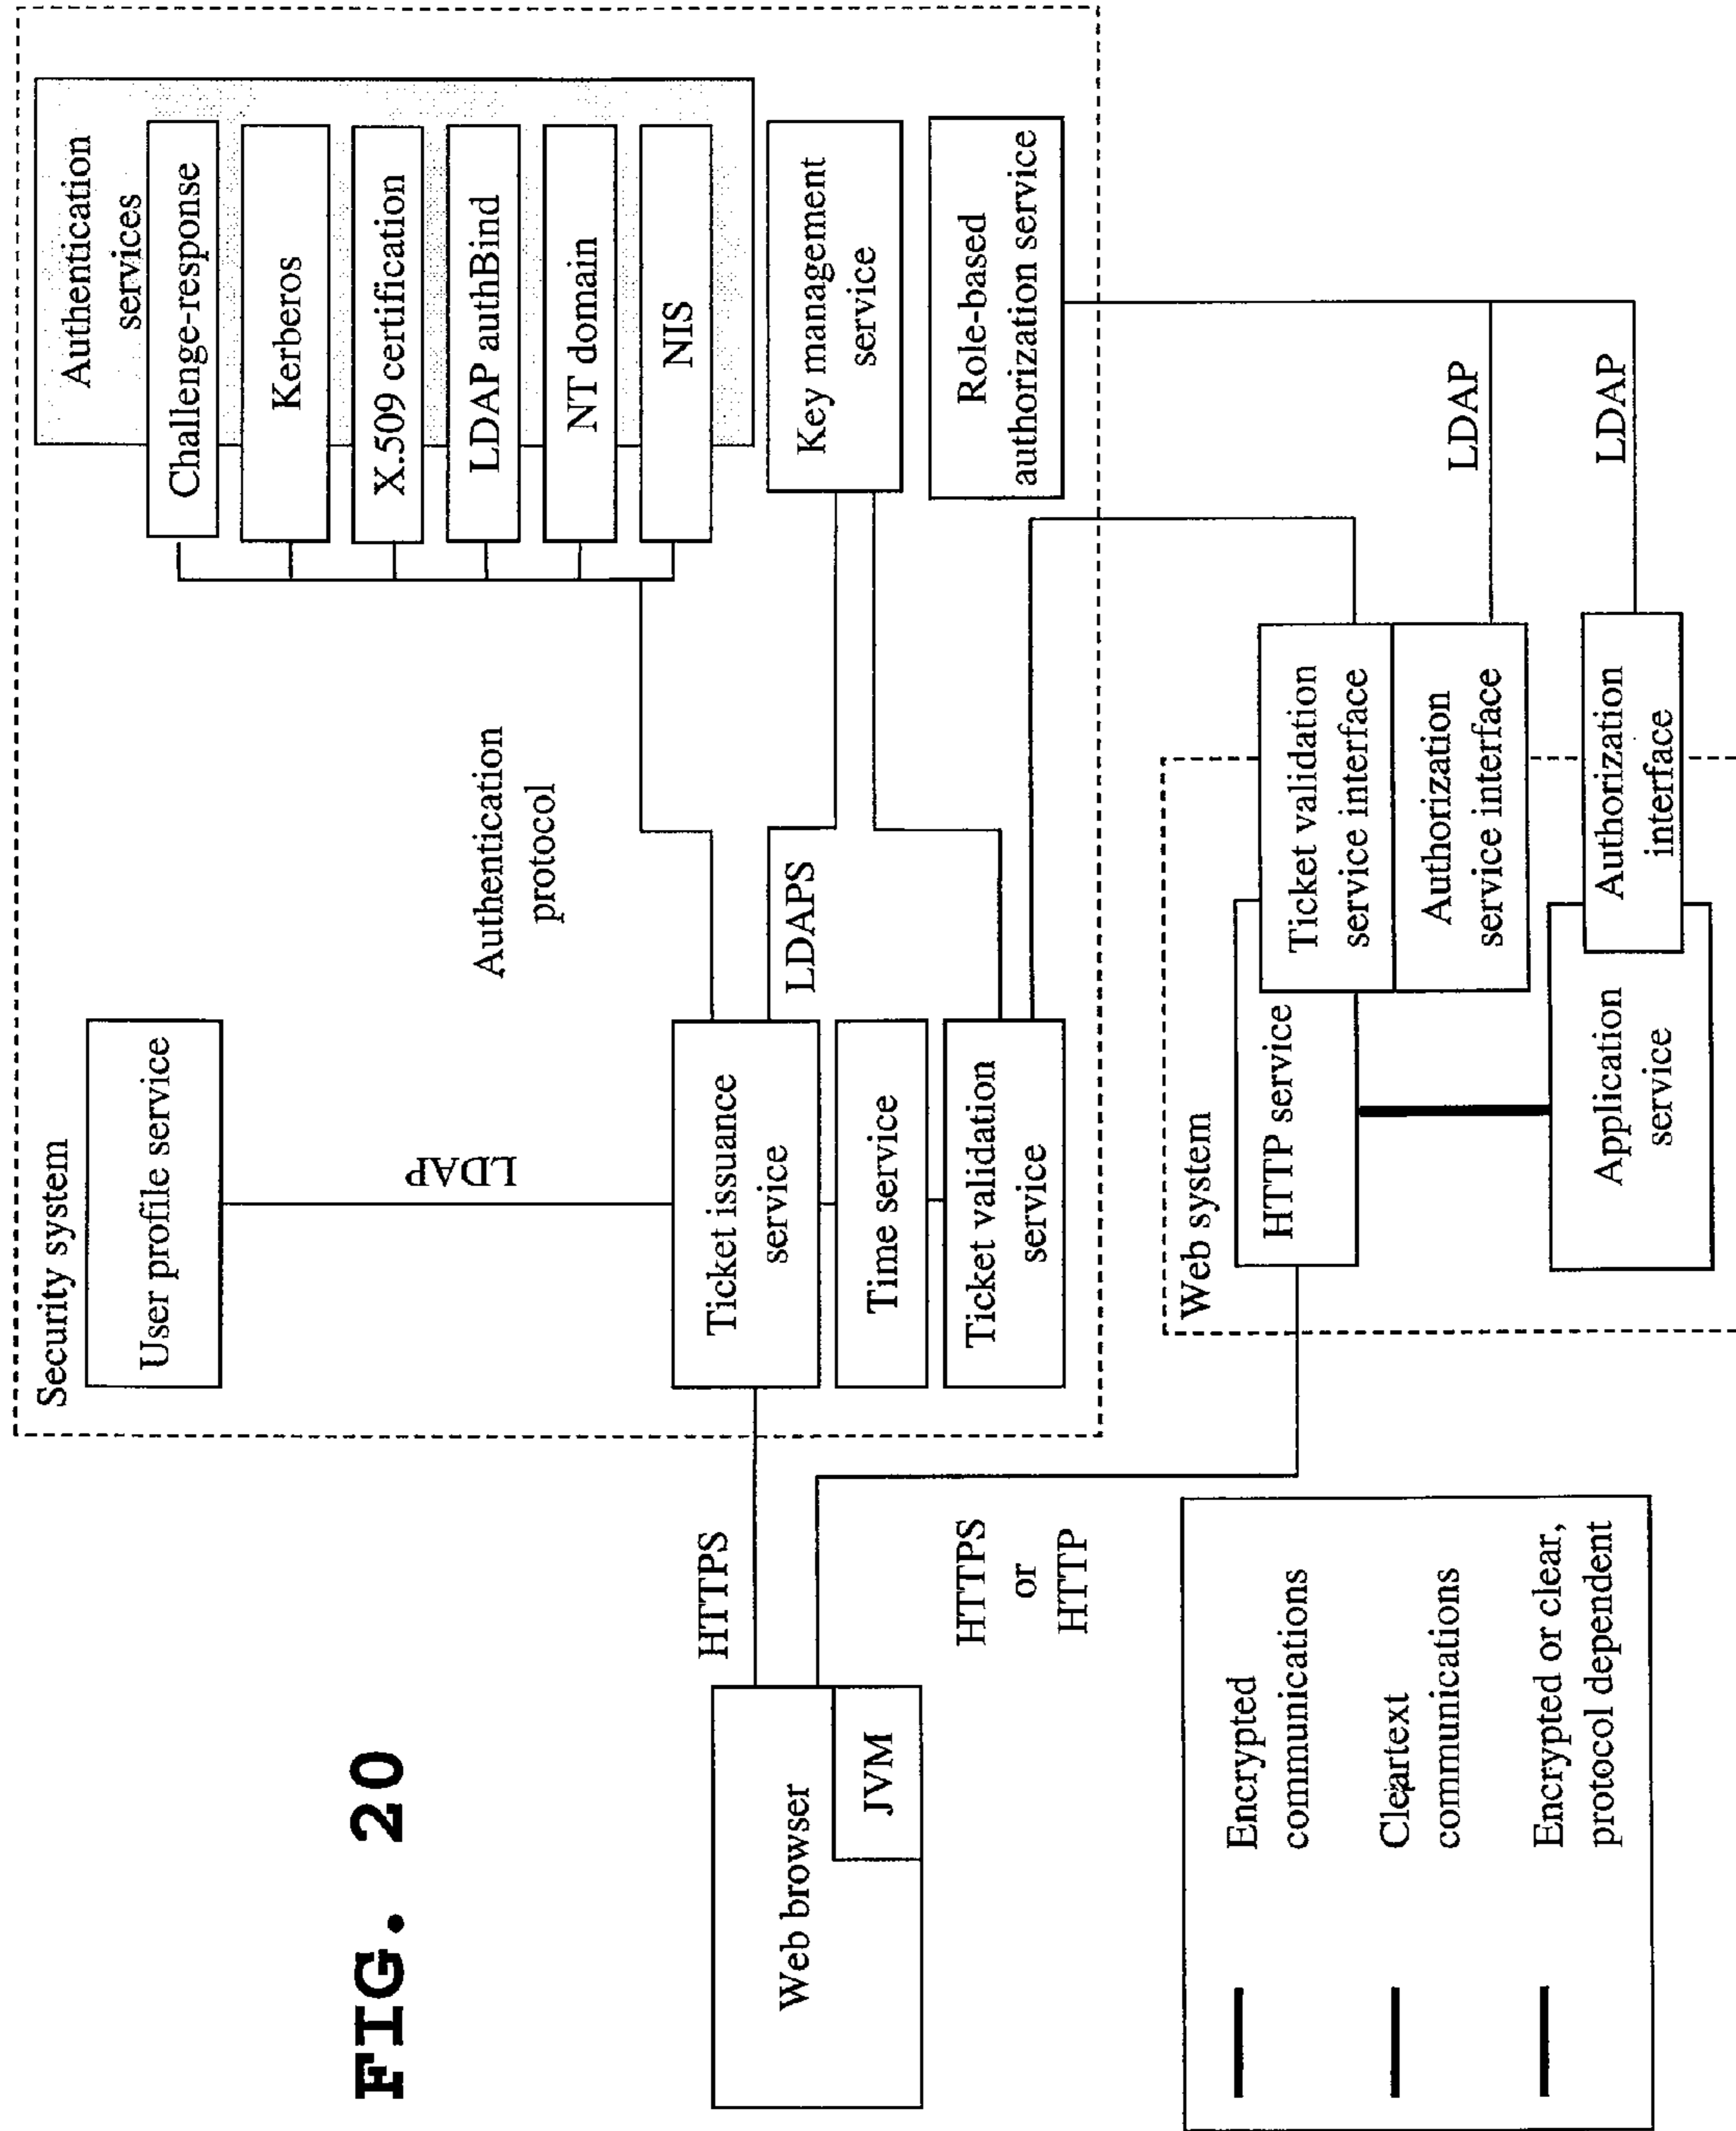 FIG. 20
Security system
User profile service
LDAP
Authentication
services
Challenge-response
Kerberos
X.509 certification
LDAP authBind
NT domain
NIS
Authentication
protocol
HTTPS
Web browser
JVM
Ticket issuance
service
LDAPS
Key management
service
Time service
Ticket validation
service
Role-based
authorization service
HTTPS
or
HTTP
Web system
HTTP service
Ticket validation
service interface
Authorization
service interface
LDAP
Application
service
Authorization
interface
LDAP
Encrypted
communications
Cleartext
communications
Encrypted or clear,
protocol dependent